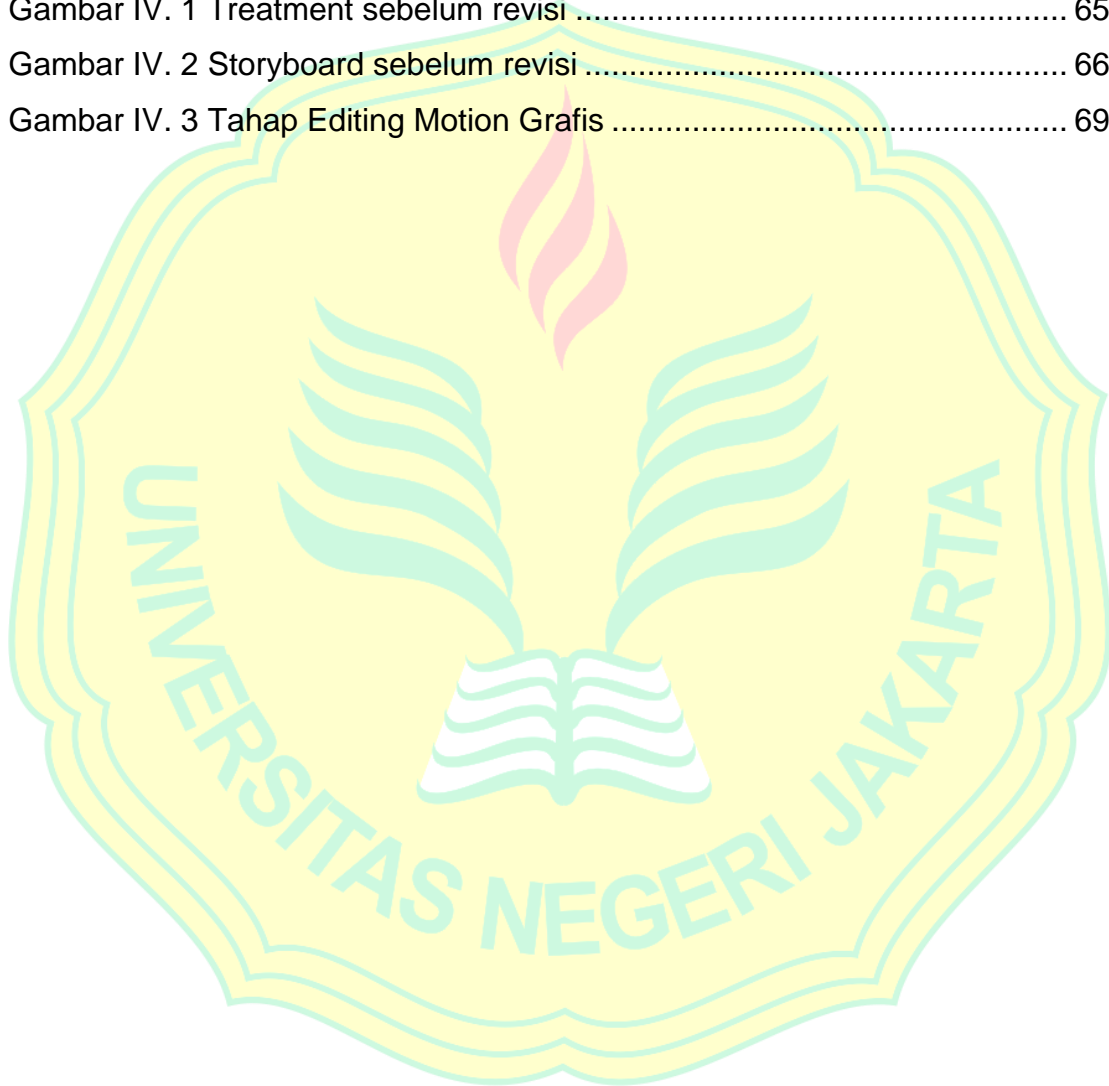 Gambar IV. 1 Treatment sebelum revisi ........................................................... 65
Gambar IV. 2 Storyboard sebelum revisi .......................................................... 66
Gambar IV. 3 Tahap Editing Motion Grafis ....................................................... 69
UNIVERSITAS NEGERI JAKARTA